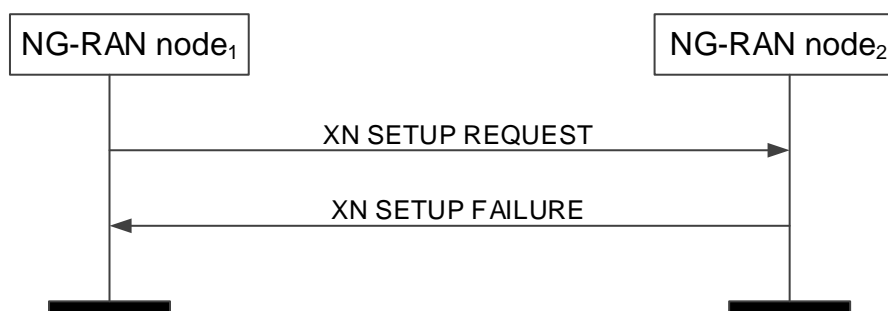 NG-RAN node₁
NG-RAN node₂
XN SETUP REQUEST
XN SETUP FAILURE